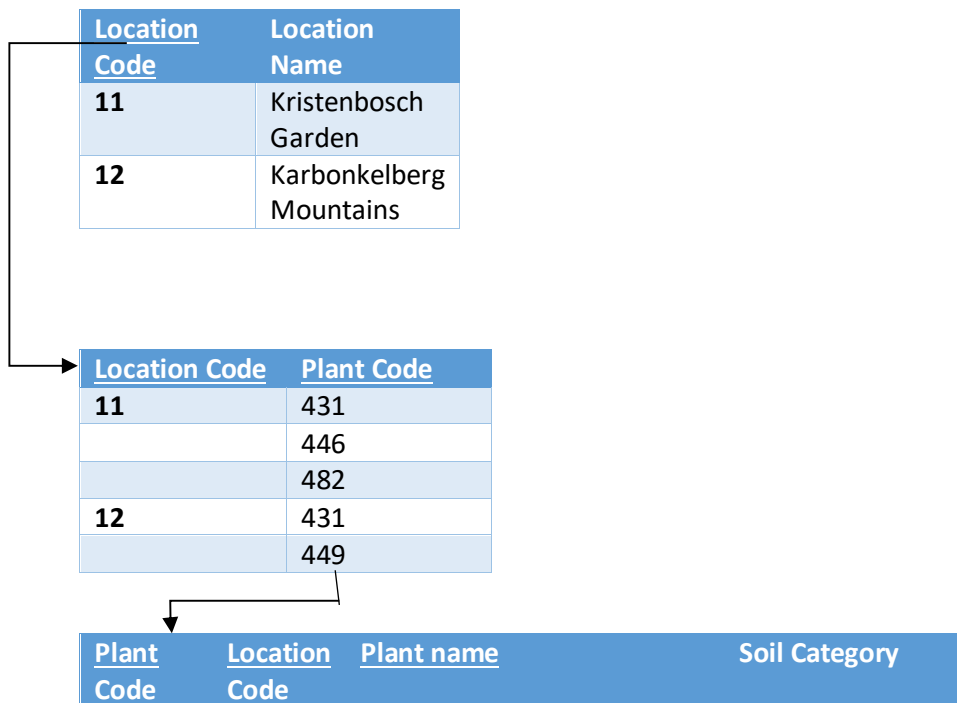 Location Location
Code Name
11 Kristenbosch
Garden
12 Karbonkelberg
Mountains
Location Code Plant Code
11 431
446
482
12 431
449
Plant Location Plant name Soil Category
Code Code